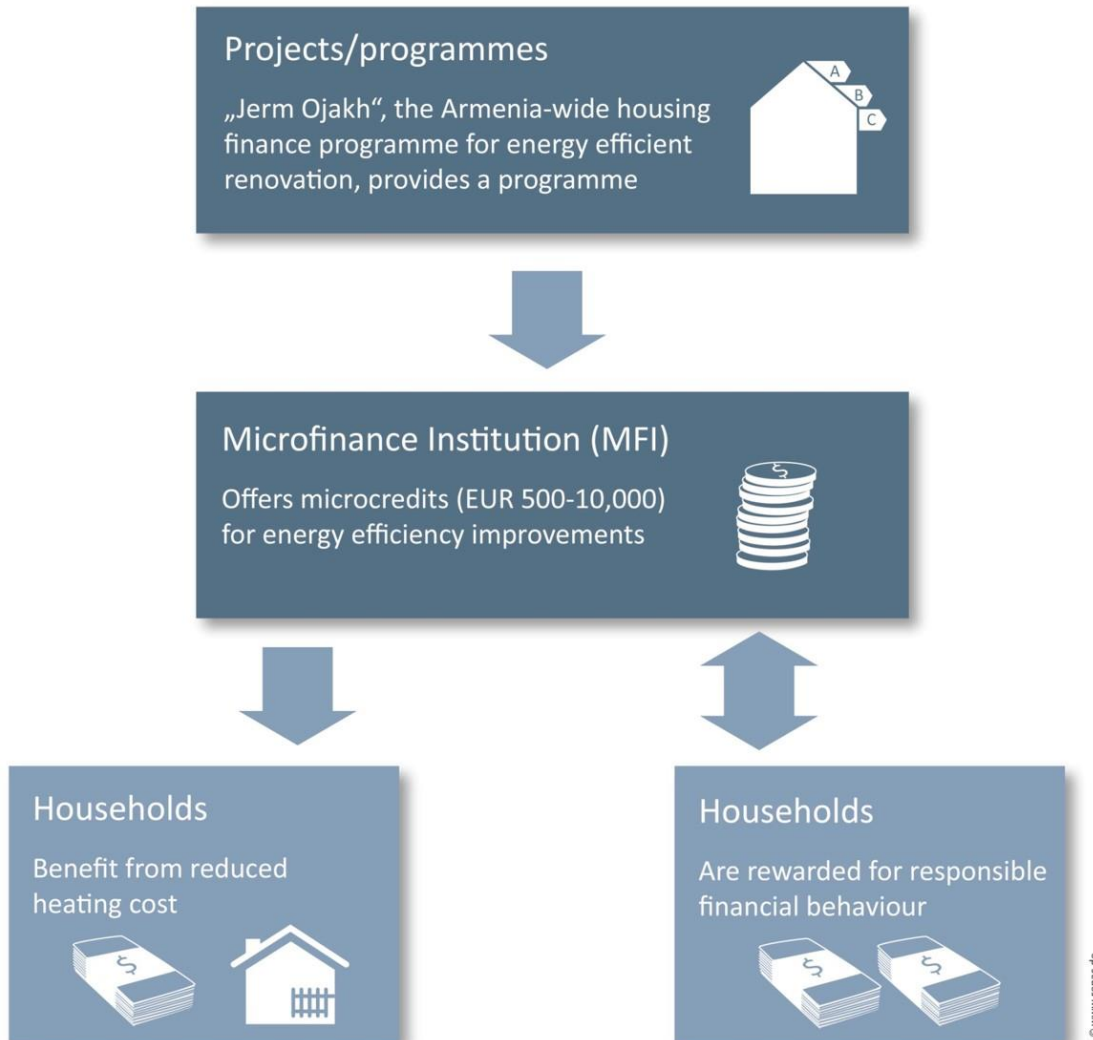 Projects/programmes
„Jerm Ojakh“, the Armenia-wide housing
finance programme for energy efficient
renovation, provides a programme
A
B
C
Microfinance Institution (MFI)
Offers microcredits (EUR 500-10,000)
for energy efficiency improvements
$
Households
Benefit from reduced
heating cost
$
Households
Are rewarded for responsible
financial behaviour
$ $